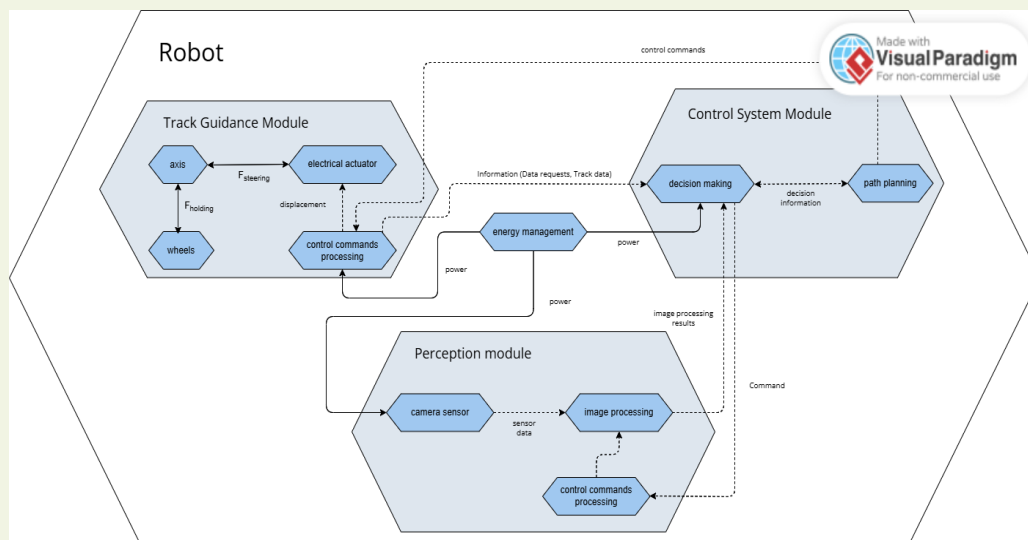 Robot
control commands
Made with
Visual Paradigm
For non-commercial use
Track Guidance Module
Control System Module
axis
electrical actuator
F steering
Information (Data requests, Track data)
decision making
path planning
decision
information
displacement
F holding
wheels
control commands
processing
energy management
power
power
power
image processing
results
Perception module
Command
camera sensor
image processing
sensor
data
control commands
processing